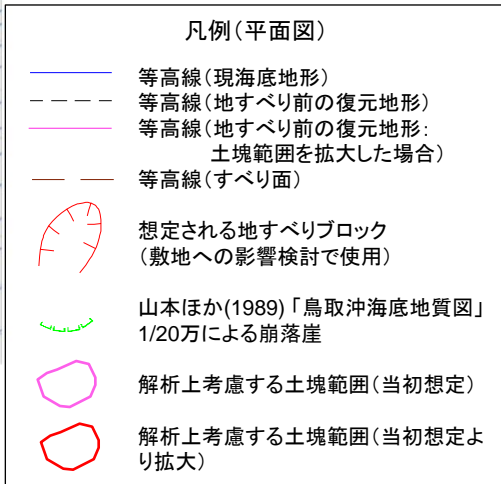 凡例(平面図)
等高線(現海底地形)
等高線(地すべり前の復元地形)
等高線(地すべり前の復元地形:
土塊範囲を拡大した場合)
等高線(すべり面)
想定される地すべりブロック
(敷地への影響検討で使用)
山本ほか(1989)「鳥取沖海底地質図」
1/20万による崩落崖
解析上考慮する土塊範囲(当初想定)
解析上考慮する土塊範囲(当初想定よ
り拡大)